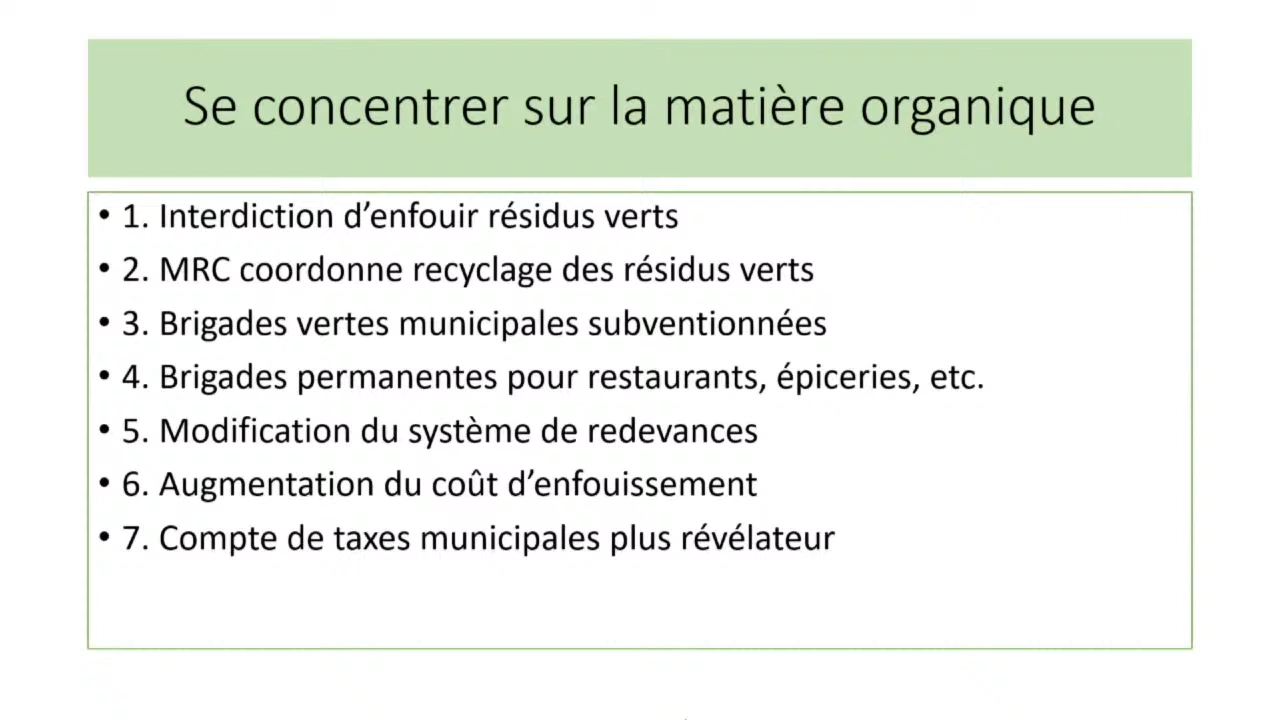 Se concentrer sur la matière organique
• 1. Interdiction d’enfouir résidus verts
• 2. MRC coordonne recyclage des résidus verts
• 3. Brigades vertes municipales subventionnées
• 4. Brigades permanentes pour restaurants, épiceries, etc.
• 5. Modification du système de redevances
• 6. Augmentation du coût d’enfouissement
• 7. Compte de taxes municipales plus révélateur